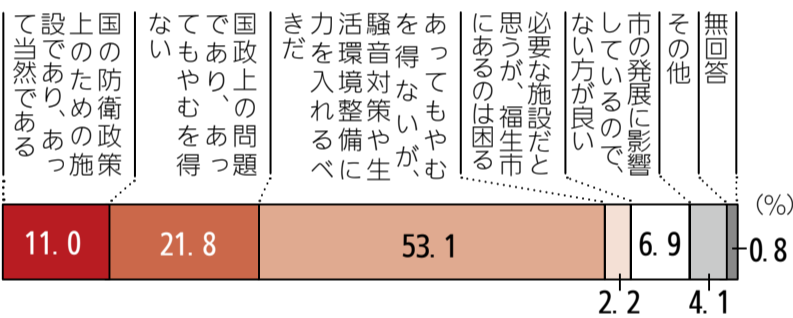 無回答
その他
市の発展に影響
しているので、
ない方が良い
必要な施設だと
思うが、福生市
にあるのは困る
あってもやむ
を得ないが、
騒音対策や生
活環境整備に
力を入れるべ
きだ
国政上の問題
であり、あっ
てもやむを得
ない
国の防衛政策
上のための施
設であり、あっ
て当然である
(%)
11.0
21.8
53.1
2.2
6.9
4.1
0.8